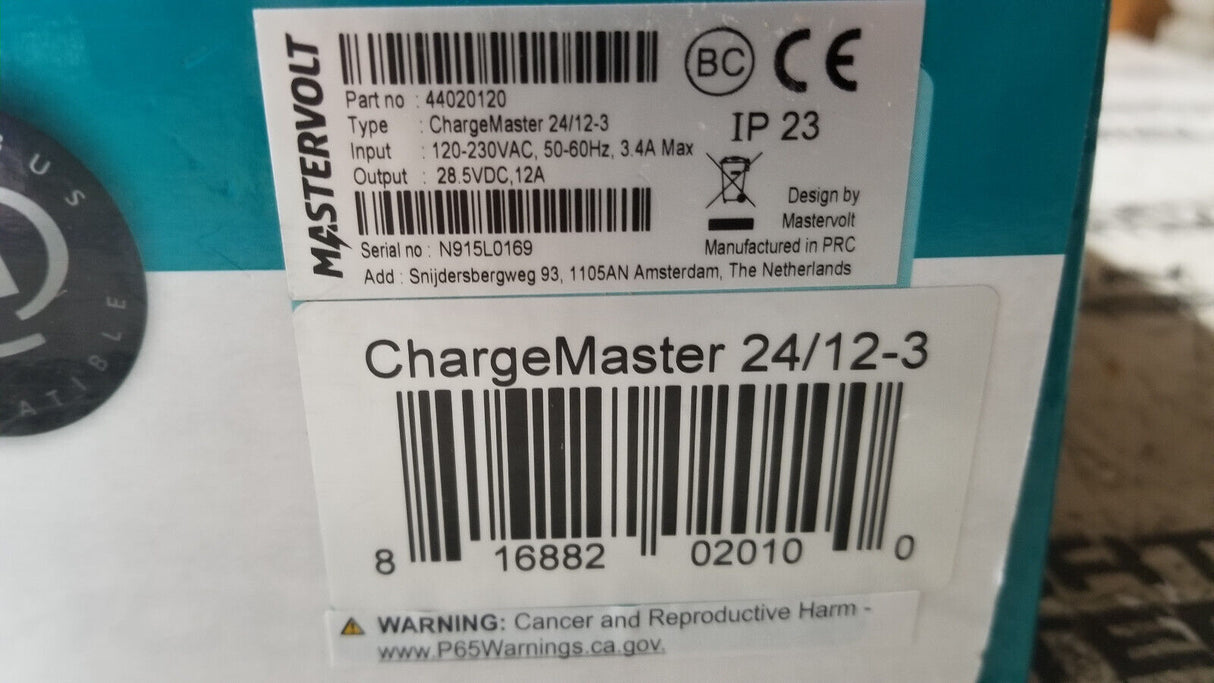 MASTERVOLT
BC CE
Part no : 44020120
Type : ChargeMaster 24/12-3
IP 23
Input : 120-230VAC, 50-60Hz, 3.4A Max
Output : 28.5VDC,12A
Design by
Mastervolt
Serial no : N915L0169
Manufactured in PRC
Add : Snijdersbergweg 93, 1105AN Amsterdam, The Netherlands
ChargeMaster 24/12-3
8 16882 02010 0
WARNING: Cancer and Reproductive Harm -
www.P65Warnings.ca.gov.